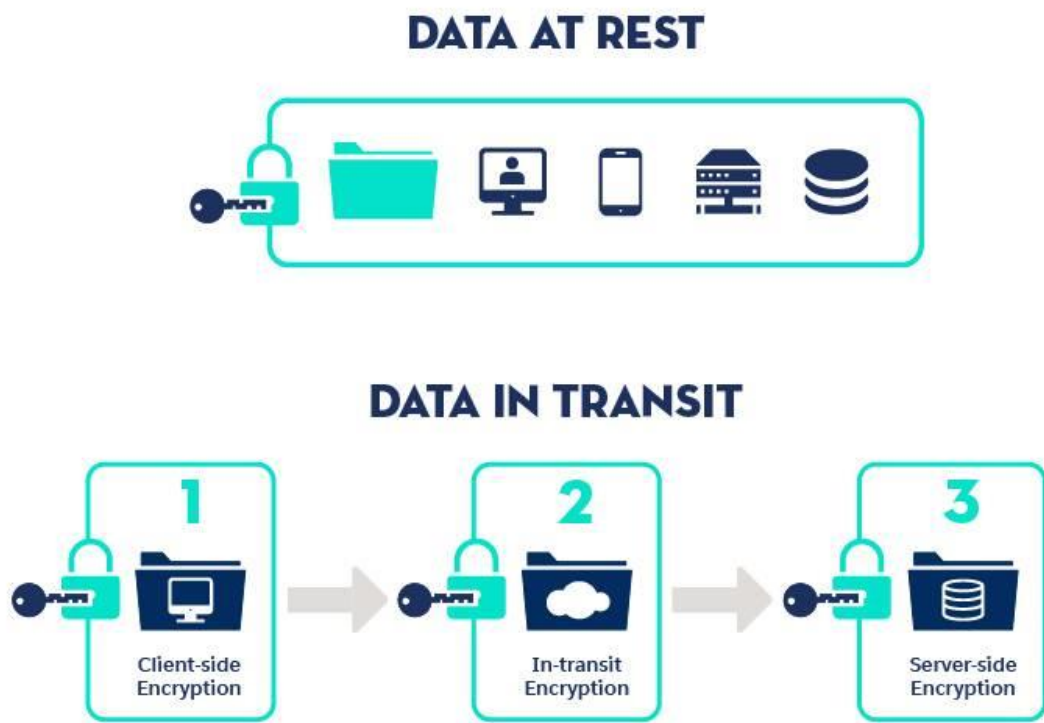 DATA AT REST
DATA IN TRANSIT
1
2
3
Client-side
Encryption
In-transit
Encryption
Server-side
Encryption